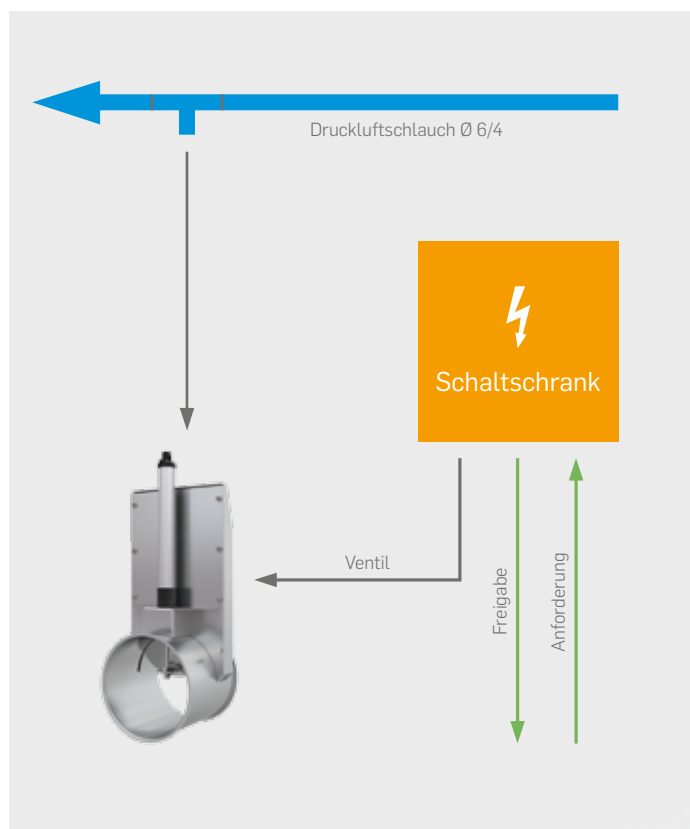 Druckluftschlauch Ø 6/4
Schaltschrank
Ventil
Freigabe
Anforderung